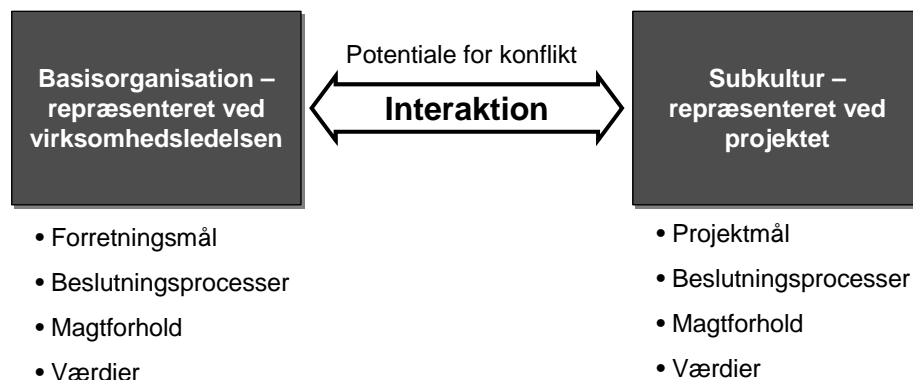 Basisorganisation –
repræsenteret ved
virksomhedsledelsen
Potentiale for konflikt
Interaktion
Subkultur –
repræsenteret ved
projektet
• Forretningsmål
• Beslutningsprocesser
• Magtforhold
• Værdier
• Projektmål
• Beslutningsprocesser
• Magtforhold
• Værdier